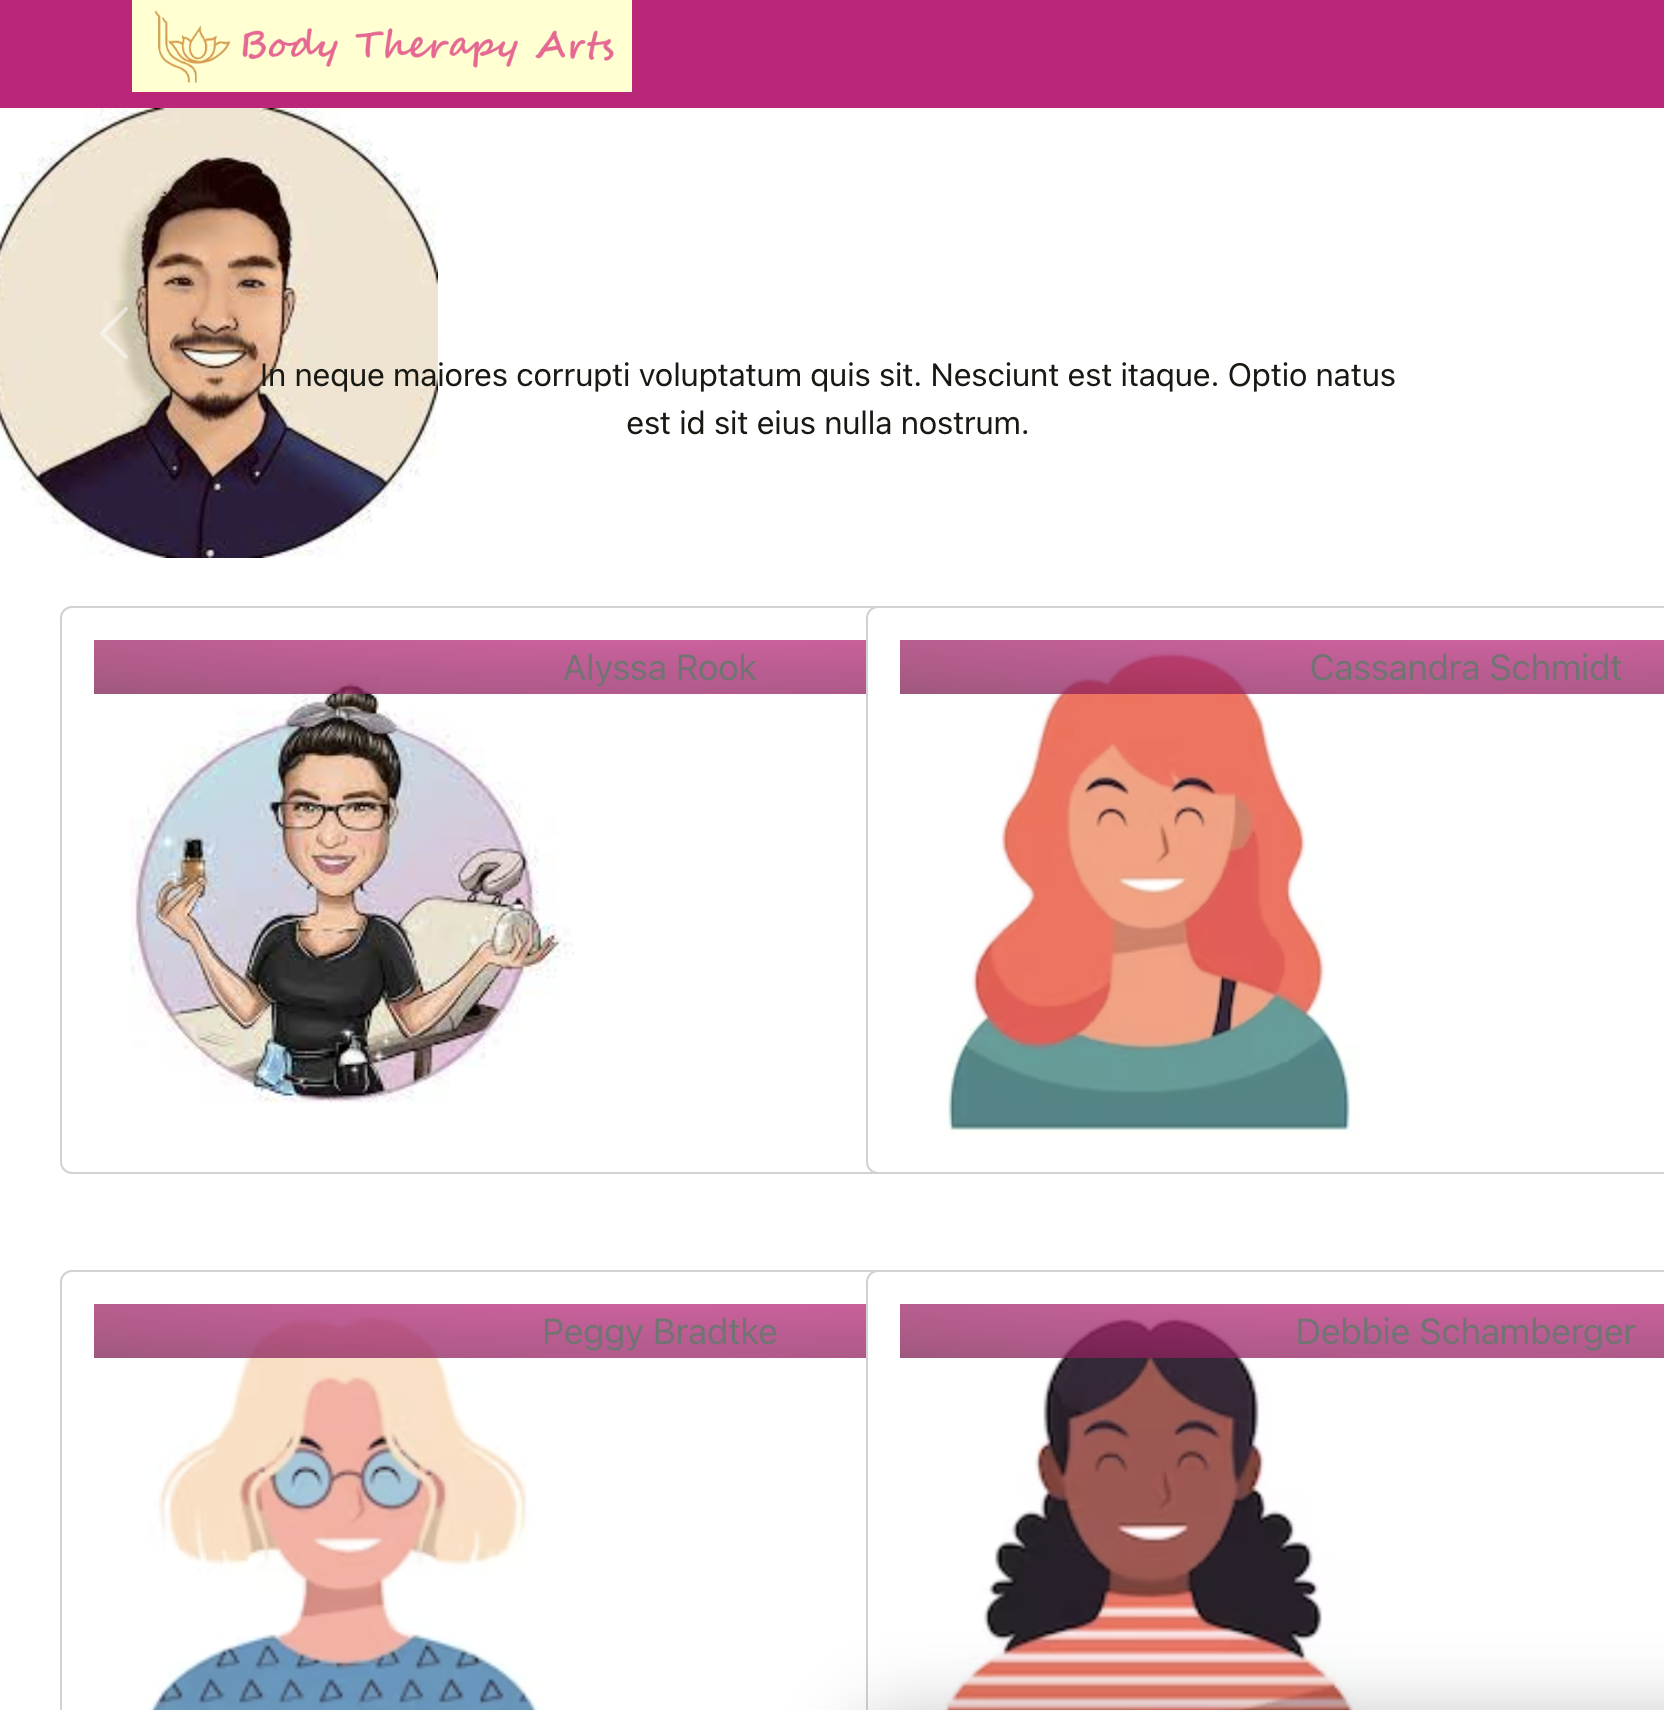 Body Therapy Arts
In neque maiores corrupti voluptatum quis sit. Nesciunt est itaque. Optio natus
est id sit eius nulla nostrum.
Alyssa Rook
Cassandra Schmidt
Peggy Bradtke
Debbie Schamberger